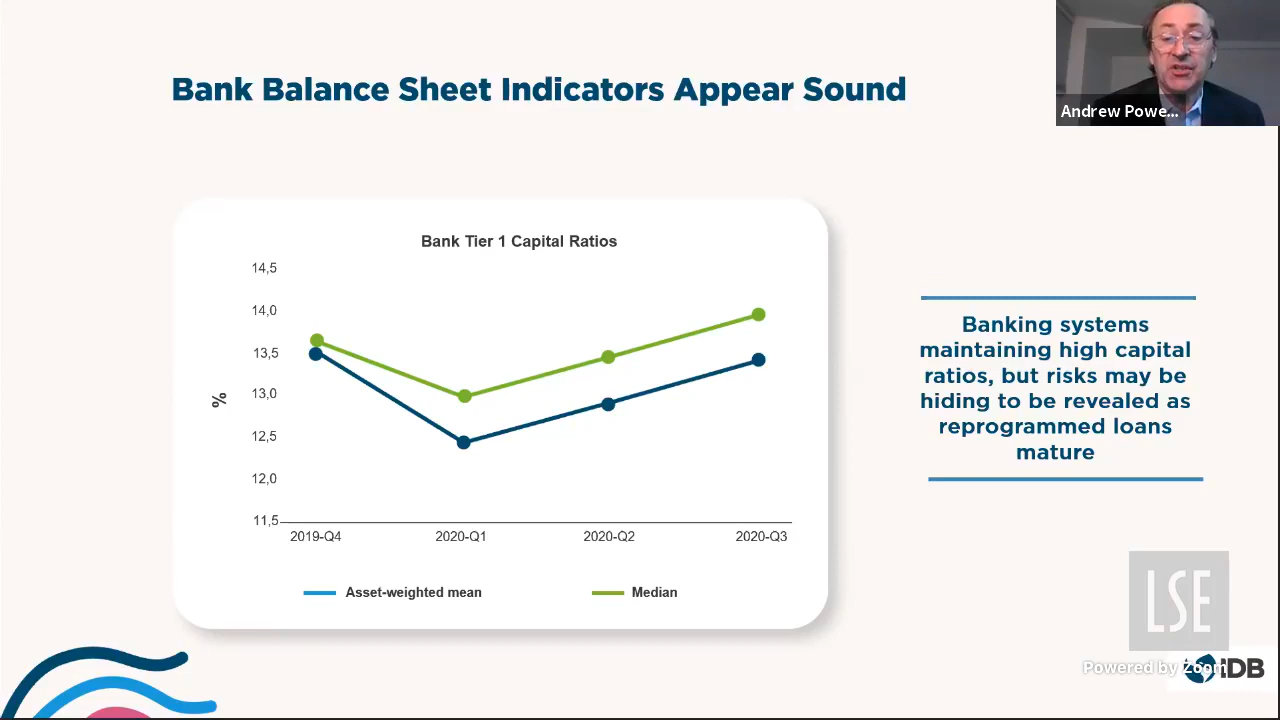 Bank Balance Sheet Indicators Appear Sound
Andrew Powe...
Bank Tier 1 Capital Ratios
14,5
14,0
13,5
13,0
12,5
12,0
11,5
%
2019-Q4 2020-Q1 2020-Q2 2020-Q3
Asset-weighted mean Median
Banking systems
maintaining high capital
ratios, but risks may be
hiding to be revealed as
reprogrammed loans
mature
LSE
Powered by Zoom
IDB